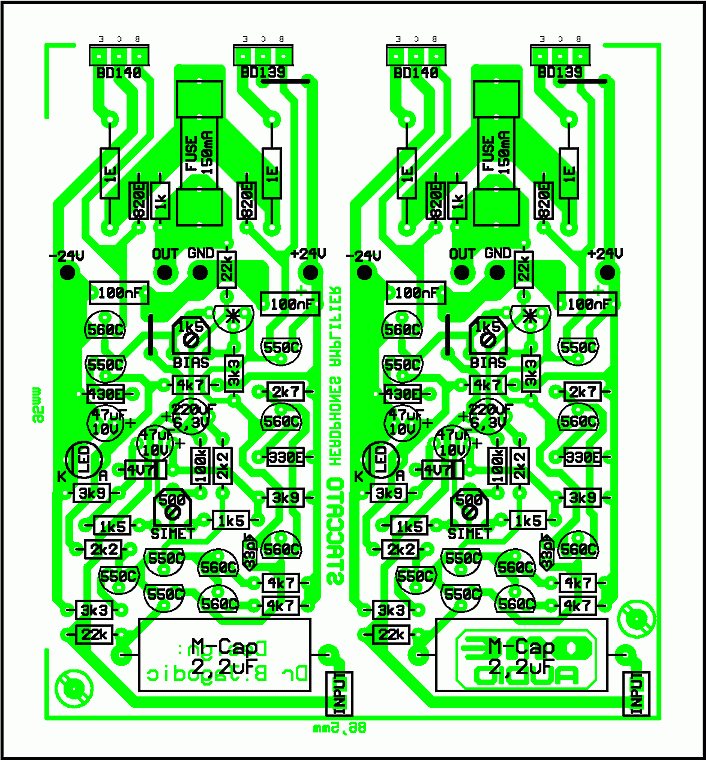 E C B E C B E C B E C B
BD140 BD139 BD140 BD139
FUSE 150mA FUSE 150mA
1E 1E 1E 1E
820E 1k 820E 820E 1k 820E
-24V OUT GND +24V -24V OUT GND +24V
22k 22k
100nF 100nF 100nF 100nF
560C 1k5 * 560C 1k5 *
550C BIAS 550C BIAS 550C
550C 3k3 550C 3k3
430E 4k7 2k7 430E 4k7 2k7
95mm
47uF 10V 220uF 6,3V 560C 47uF 10V 220uF 6,3V 560C
47uF 10V 47uF 10V
LED 4V7 100k 2k2 330E LED 4V7 100k 2k2 330E
K A K A
3k9 500 3k9 3k9 500 3k9
STACCATO HEADPHONES AMPLIFIER
1k5 SIMET 1k5 1k5 SIMET 1k5
2k2 33pF 560C 2k2 33pF 560C
550C 550C 560C 4k7 550C 550C 560C 4k7
3k3 550C 560C 4k7 3k3 550C 560C 4k7
22k 22k
M-Cap 2,2uF M-Cap 2,2uF
Dr B.Jagodic
AUDIO
INPUT INPUT
86,5mm